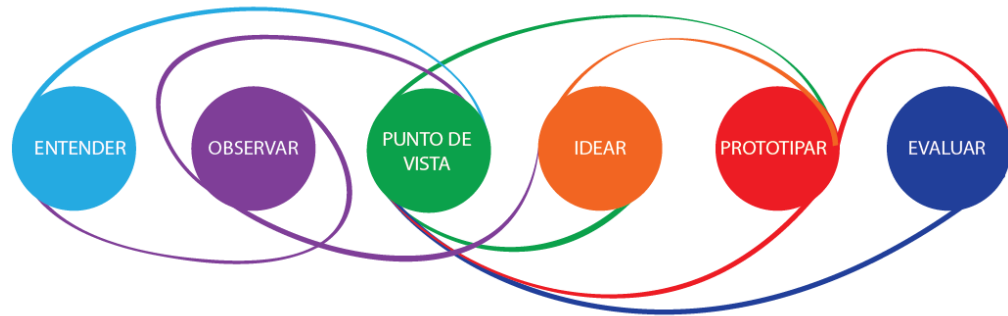 ENTENDER
OBSERVAR
PUNTO DE
VISTA
IDEAR
PROTOTIPAR
EVALUAR